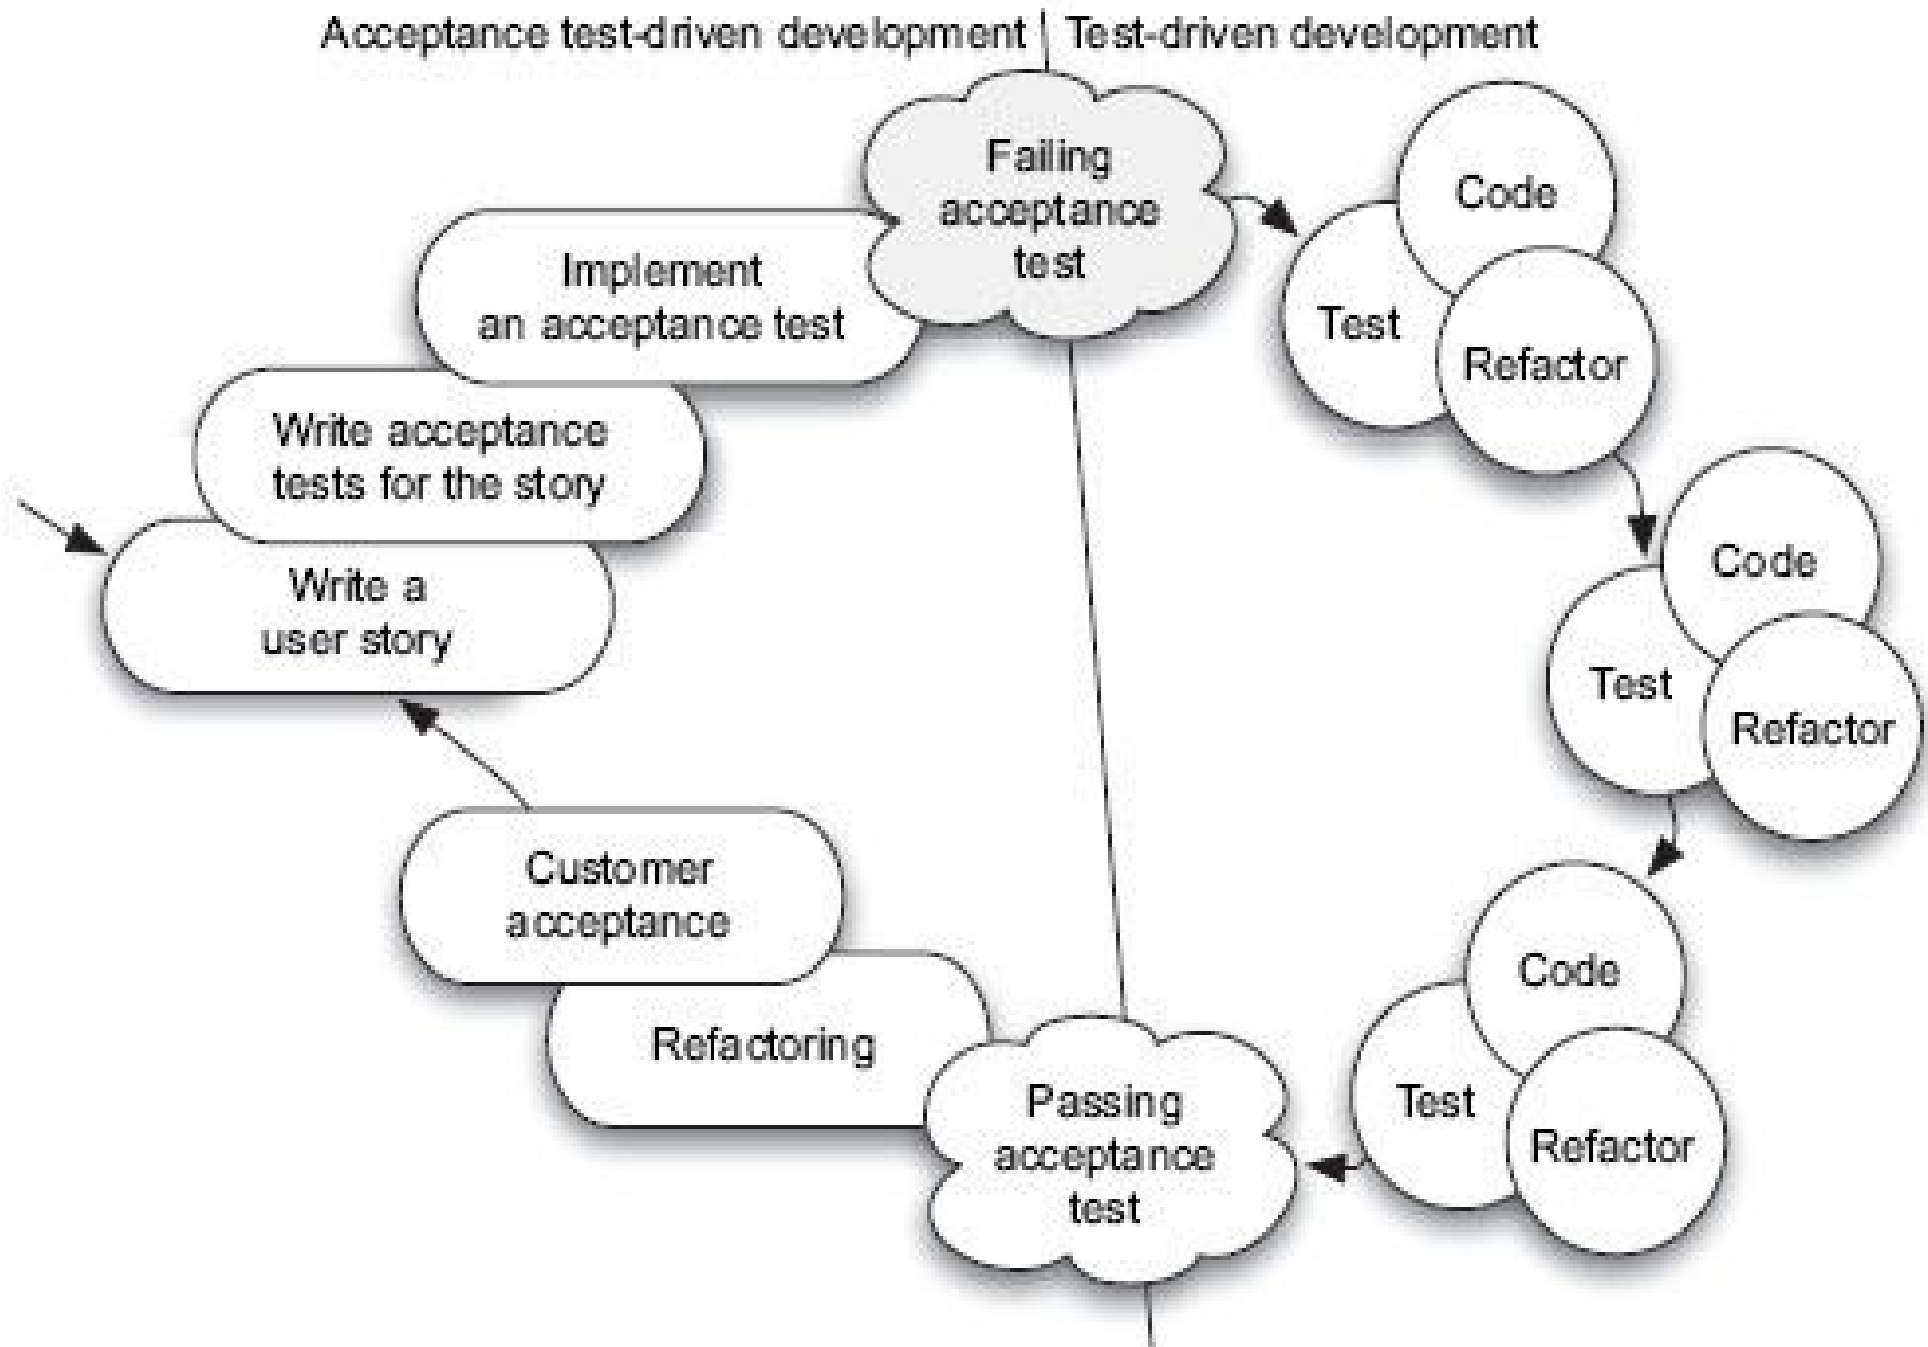 Acceptance test-driven development
Test-driven development
Failing
acceptance
test
Implement
an acceptance test
Write acceptance
tests for the story
Write a
user story
Code
Test
Refactor
Code
Test
Refactor
Code
Test
Refactor
Customer
acceptance
Refactoring
Passing
acceptance
test